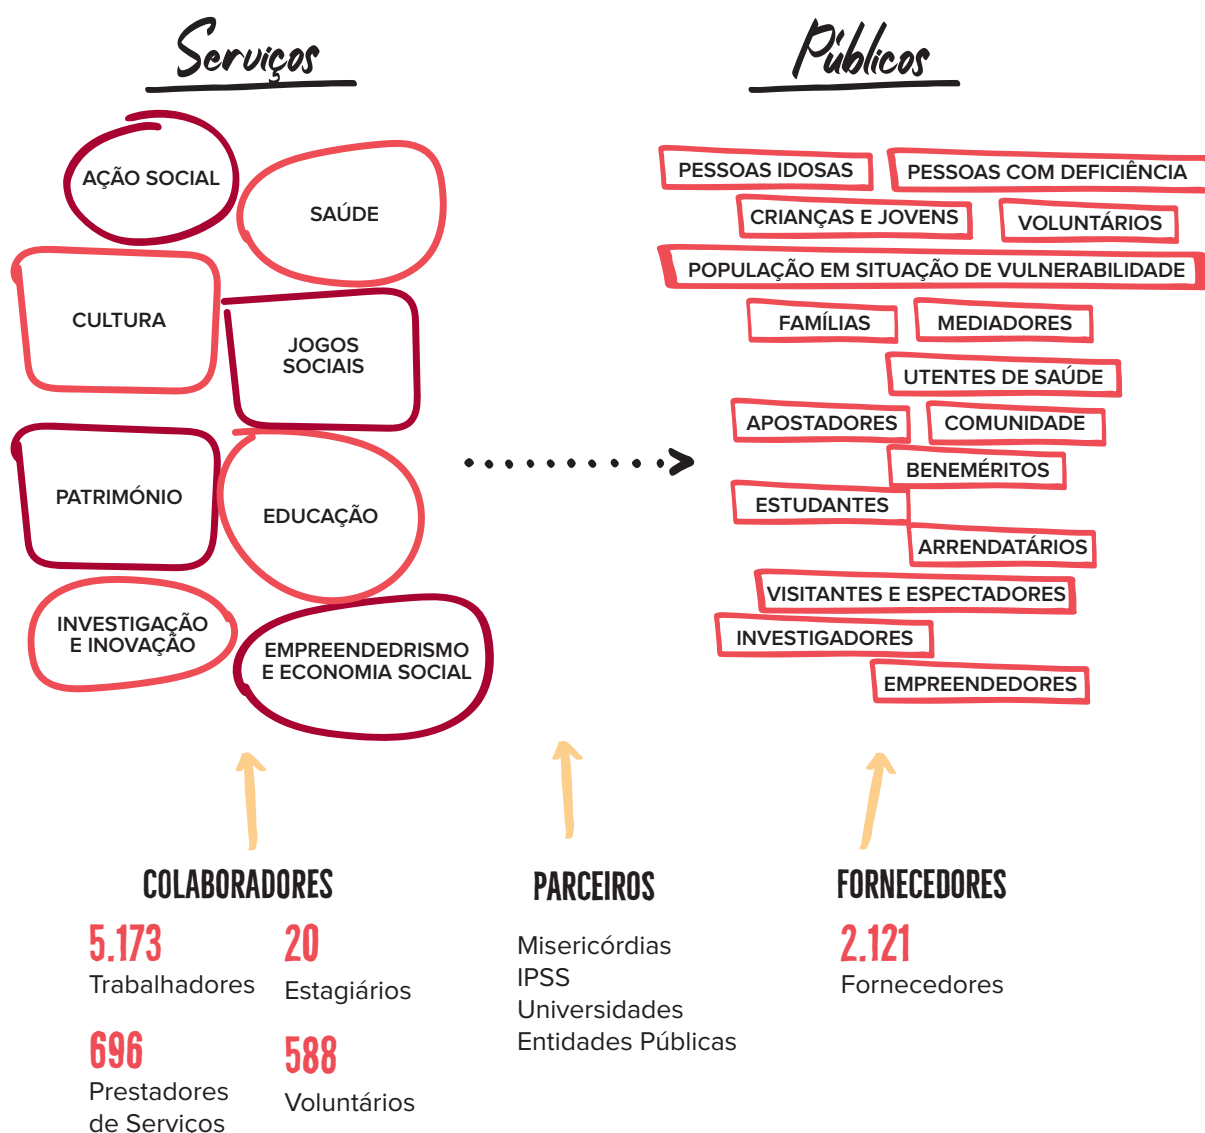 Serviços
AÇÃO SOCIAL
SAÚDE
CULTURA
JOGOS
SOCIAIS
PATRIMÓNIO
EDUCAÇÃO
INVESTIGAÇÃO
E INOVAÇÃO
EMPREENDEDRISMO
E ECONOMIA SOCIAL
Públicos
PESSOAS IDOSAS
PESSOAS COM DEFICIÊNCIA
CRIANÇAS E JOVENS
VOLUNTÁRIOS
POPULAÇÃO EM SITUAÇÃO DE VULNERABILIDADE
FAMÍLIAS
MEDIADORES
UTENTES DE SAÚDE
APOSTADORES
COMUNIDADE
BENEMÉRITOS
ESTUDANTES
ARRENDATÁRIOS
VISITANTES E ESPECTADORES
INVESTIGADORES
EMPREENDEDORES
COLABORADORES
5.173
Trabalhadores
20
Estagiários
696
Prestadores
de Serviços
588
Voluntários
PARCEIROS
Misericórdias
IPSS
Universidades
Entidades Públicas
FORNECEDORES
2.121
Fornecedores